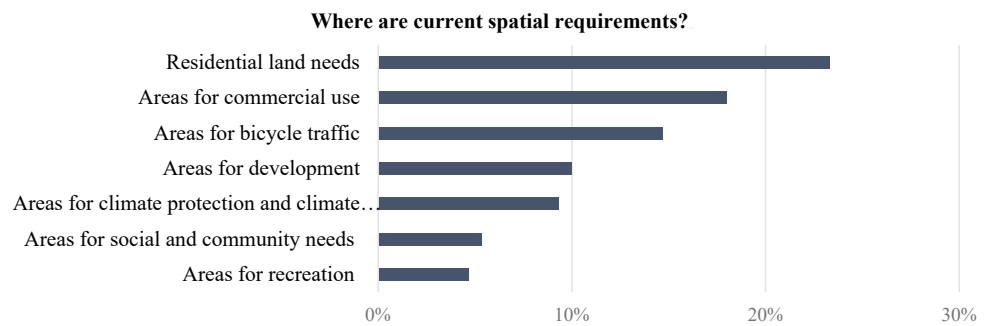 Where are current spatial requirements?
Residential land needs
Areas for commercial use
Areas for bicycle traffic
Areas for development
Areas for climate protection and climate…
Areas for social and community needs
Areas for recreation
0% 10% 20% 30%